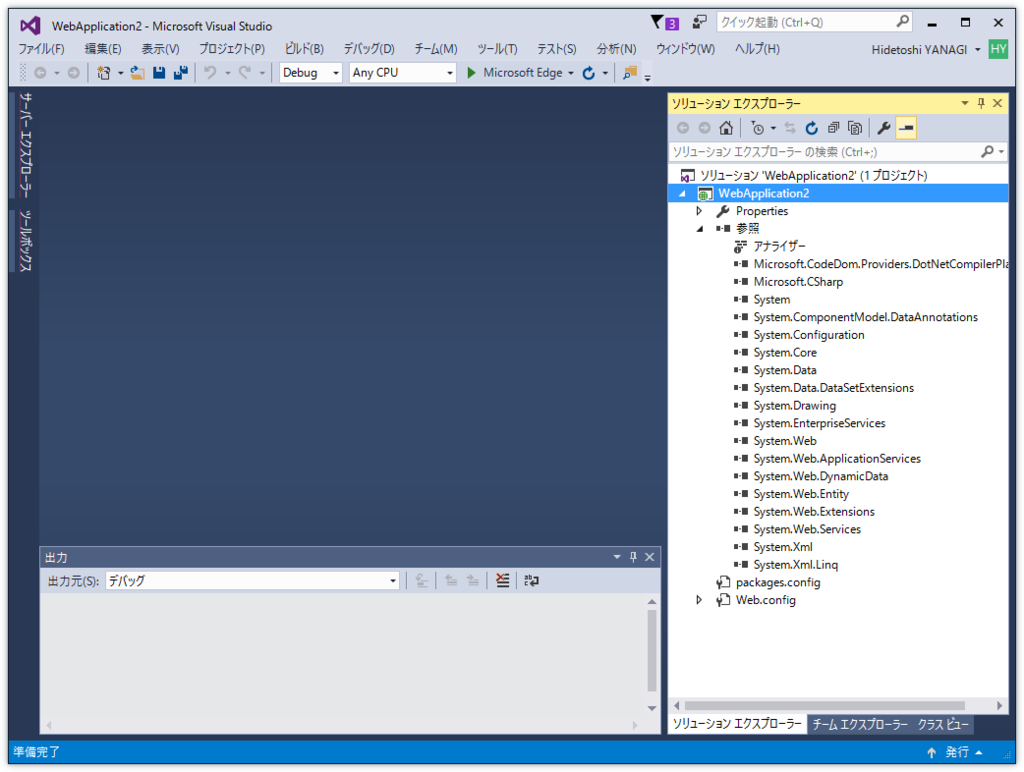 WebApplication2 - Microsoft Visual Studio
3
クイック起動 (Ctrl+Q)
ファイル(F) 編集(E) 表示(V) プロジェクト(P) ビルド(B) デバッグ(D) チーム(M) ツール(T) テスト(S) 分析(N) ウィンドウ(W) ヘルプ(H)
Hidetoshi YANAGI HY
Debug Any CPU Microsoft Edge
サーバー エクスプローラー
ツールボックス
ソリューション エクスプローラー
ソリューション エクスプローラー の検索 (Ctrl+;)
ソリューション 'WebApplication2' (1 プロジェクト)
WebApplication2
Properties
参照
アナライザー
Microsoft.CodeDom.Providers.DotNetCompilerPla
Microsoft.CSharp
System
System.ComponentModel.DataAnnotations
System.Configuration
System.Core
System.Data
System.Data.DataSetExtensions
System.Drawing
System.EnterpriseServices
System.Web
System.Web.ApplicationServices
System.Web.DynamicData
System.Web.Entity
System.Web.Extensions
System.Web.Services
System.Xml
System.Xml.Linq
packages.config
Web.config
ソリューション エクスプローラー チーム エクスプローラー クラス ビュー
出力
出力元(S): デバッグ
準備完了
発行